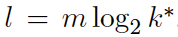 l = m log₂ k*